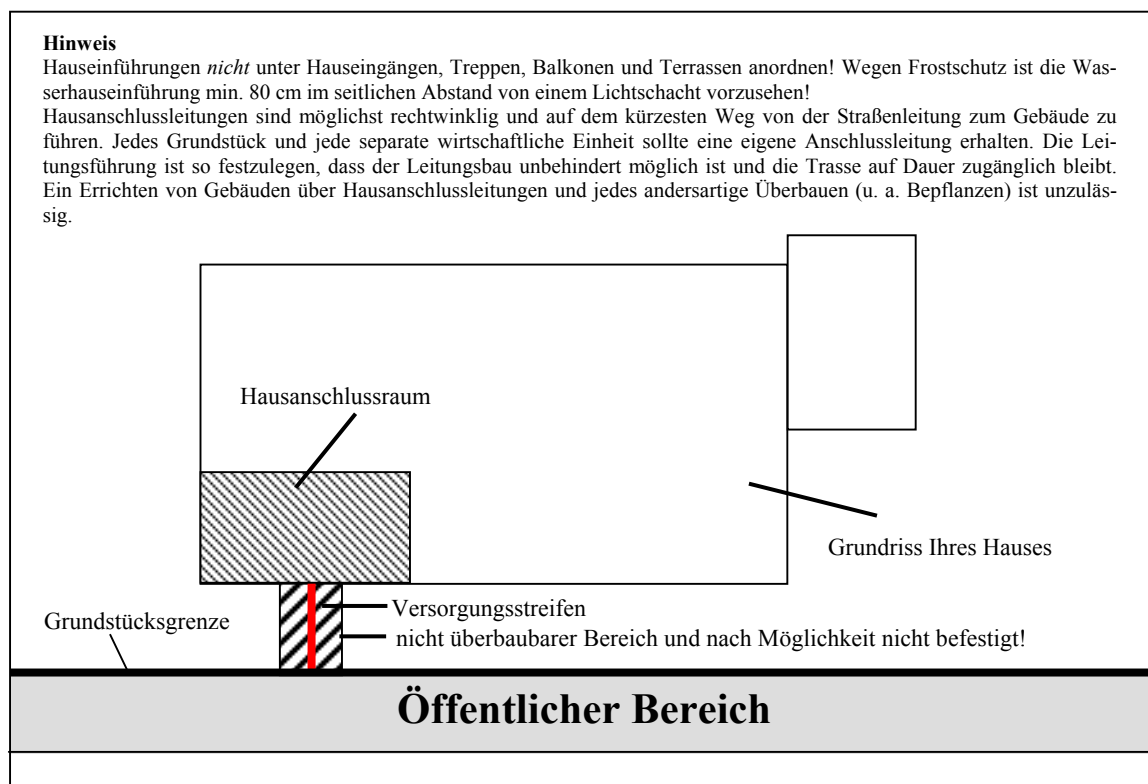 Hinweis
Hauseinführungen nicht unter Hauseingängen, Treppen, Balkonen und Terrassen anordnen! Wegen Frostschutz ist die Was-
serhauseinführung min. 80 cm im seitlichen Abstand von einem Lichtschacht vorzusehen!
Hausanschlussleitungen sind möglichst rechtwinklig und auf dem kürzesten Weg von der Straßenleitung zum Gebäude zu
führen. Jedes Grundstück und jede separate wirtschaftliche Einheit sollte eine eigene Anschlussleitung erhalten. Die Lei-
tungsführung ist so festzulegen, dass der Leitungsbau unbehindert möglich ist und die Trasse auf Dauer zugänglich bleibt.
Ein Errichten von Gebäuden über Hausanschlussleitungen und jedes andersartige Überbauen (u. a. Bepflanzen) ist unzuläs-
sig.
Hausanschlussraum
Grundriss Ihres Hauses
Versorgungsstreifen
Grundstücksgrenze
nicht überbaubarer Bereich und nach Möglichkeit nicht befestigt!
Öffentlicher Bereich